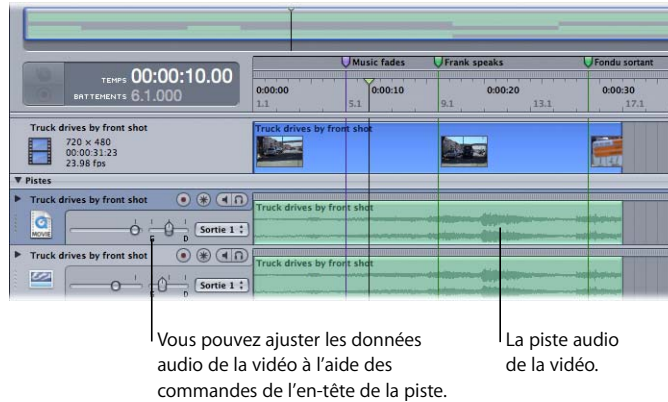 Music fades
Frank speaks
Fondu sortant
TEMPS 00:00:10.00
BATTEMENTS 6.1.000
0:00:00
0:00:10
0:00:20
0:00:30
1.1
5.1
9.1
13.1
17.1
Truck drives by front shot
720 × 480
00:00:31:23
23.98 fps
Truck drives by front shot
Pistes
Truck drives by front shot
MOVIE
G
D
Sortie 1
Truck drives by front shot
Truck drives by front shot
G
D
Sortie 1
Truck drives by front shot
Vous pouvez ajuster les données
audio de la vidéo à l’aide des
commandes de l’en-tête de la piste.
La piste audio
de la vidéo.